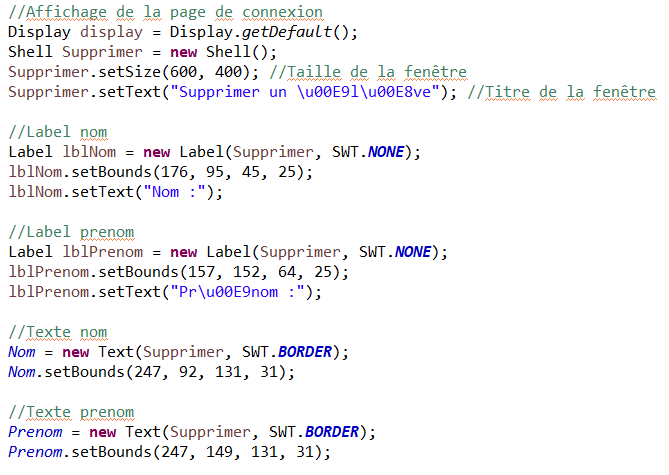 //Affichage de la page de connexion
Display display = Display.getDefault();
Shell Supprimer = new Shell();
Supprimer.setSize(600, 400); //Taille de la fenêtre
Supprimer.setText("Supprimer un \u00E9l\u00E8ve"); //Titre de la fenêtre
//Label nom
Label lblNom = new Label(Supprimer, SWT.NONE);
lblNom.setBounds(176, 95, 45, 25);
lblNom.setText("Nom :");
//Label prenom
Label lblPrenom = new Label(Supprimer, SWT.NONE);
lblPrenom.setBounds(157, 152, 64, 25);
lblPrenom.setText("Pr\u00E9nom :");
//Texte nom
Nom = new Text(Supprimer, SWT.BORDER);
Nom.setBounds(247, 92, 131, 31);
//Texte prenom
Prenom = new Text(Supprimer, SWT.BORDER);
Prenom.setBounds(247, 149, 131, 31);